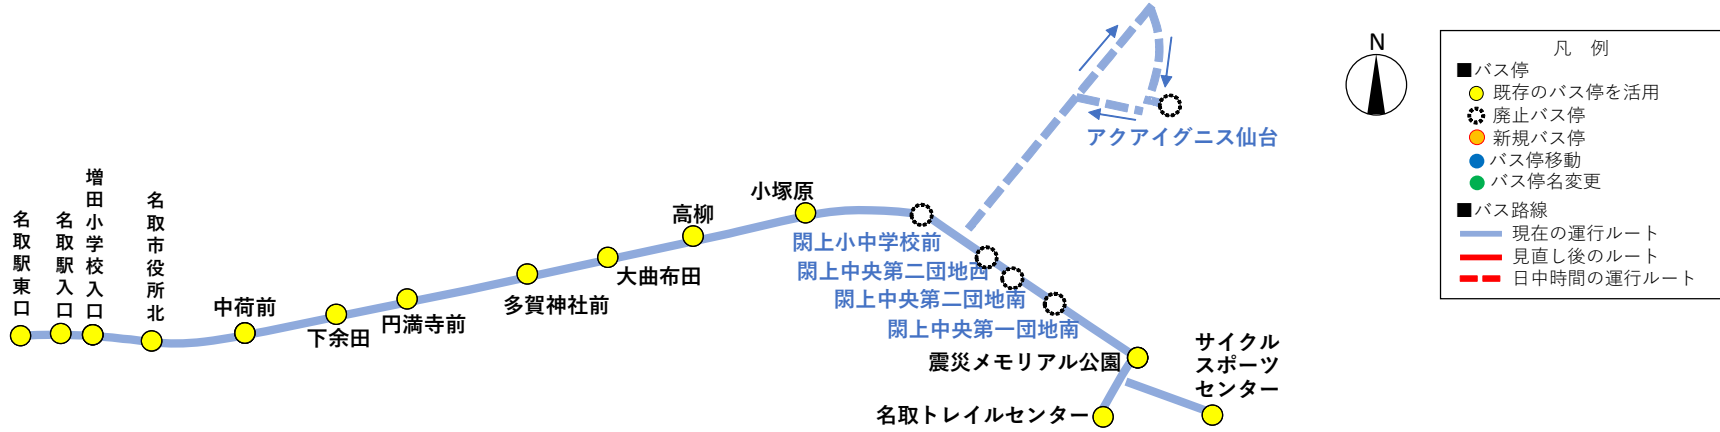 名取駅東口
名取駅入口
増田小学校入口
名取市役所北
中荷前
下余田
円満寺前
多賀神社前
大曲布田
高柳
小塚原
閖上小中学校前
閖上中央第二団地西
閖上中央第二団地南
閖上中央第一団地南
震災メモリアル公園
名取トレイルセンター
サイクル
スポーツ
センター
アクアイグニス仙台
N
凡 例
■バス停
既存のバス停を活用
廃止バス停
新規バス停
バス停移動
バス停名変更
■バス路線
現在の運行ルート
見直し後のルート
日中時間の運行ルート